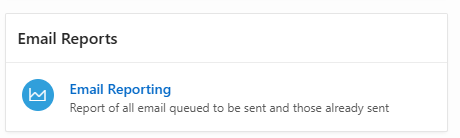 Email Reports
Email Reporting
Report of all email queued to be sent and those already sent